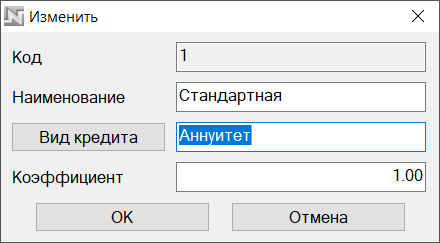 Изменить
Код 1
Наименование Стандартная
Вид кредита Аннуитет
Коэффициент 1.00
OK Отмена